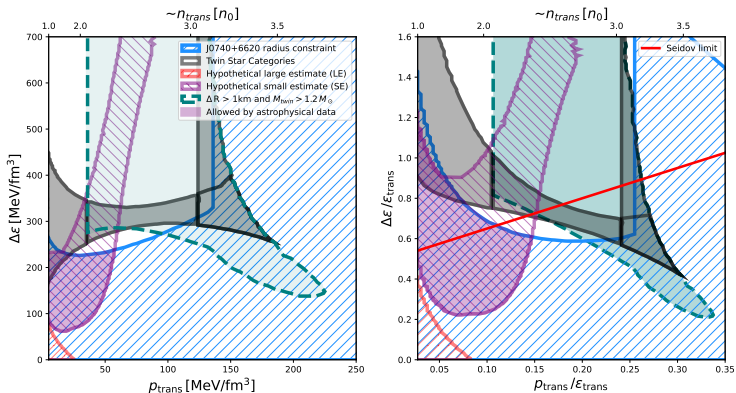 ~n_trans [n_0]
1.0 2.0 3.1 3.5
700
600
500
400
300
200
100
0
Δε [MeV/fm³]
J0740+6620 radius constraint
Twin Star Categories
Hypothetical large estimate (LE)
Hypothetical small estimate (SE)
ΔR > 1km and M_twin > 1.2 M_⊙
Allowed by astrophysical data
50 100 150 200 250
p_trans [MeV/fm³]
~n_trans [n_0]
1.0 2.0 3.1 3.5
1.6
1.4
1.2
1.0
0.8
0.6
0.4
0.2
0.0
Δε/ε_trans
Seidov limit
0.05 0.10 0.15 0.20 0.25 0.30 0.35
p_trans/ε_trans